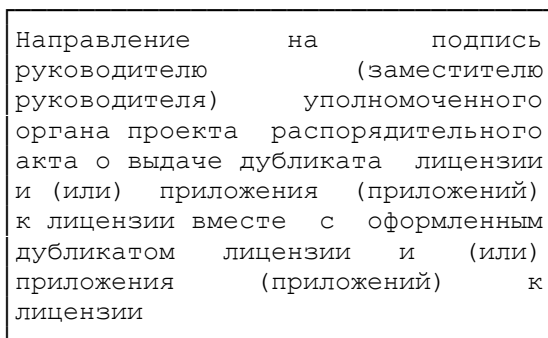 Направление на подпись
руководителю (заместителю
руководителя) уполномоченного
органа проекта распорядительного
акта о выдаче дубликата лицензии
и (или) приложения (приложений)
к лицензии вместе с оформленным
дубликатом лицензии и (или)
приложения (приложений) к
лицензии